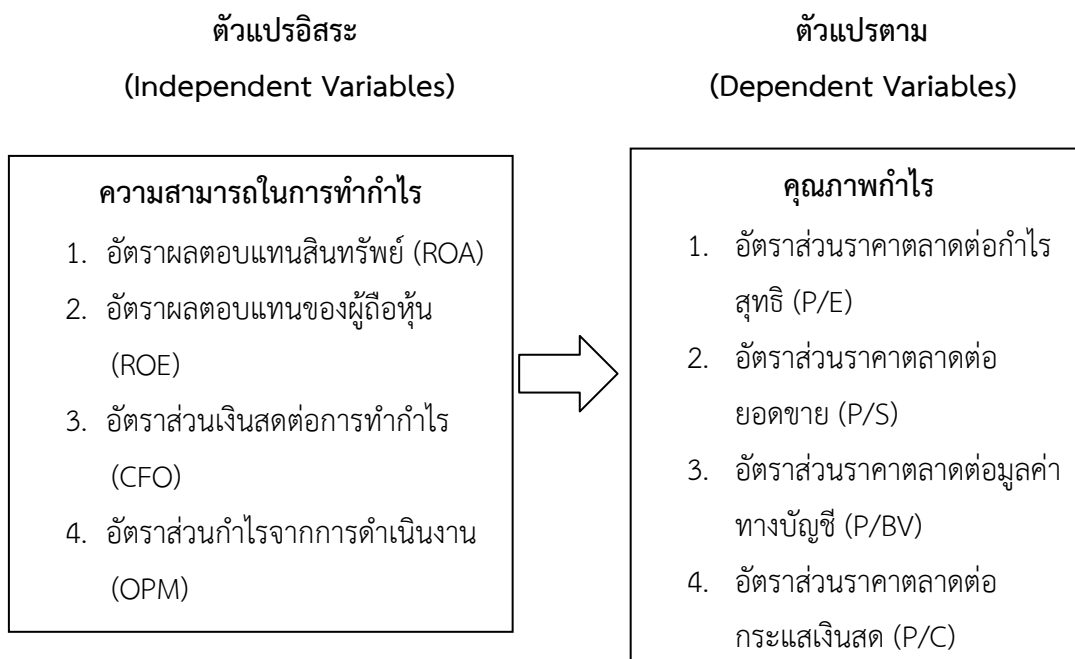 ตัวแปรอิสระ
(Independent Variables)
ความสามารถในการทำกำไร
1. อัตราผลตอบแทนสินทรัพย์ (ROA)
2. อัตราผลตอบแทนของผู้ถือหุ้น
(ROE)
3. อัตราส่วนเงินสดต่อการทำกำไร
(CFO)
4. อัตราส่วนกำไรจากการดำเนินงาน
(OPM)
ตัวแปรตาม
(Dependent Variables)
คุณภาพกำไร
1. อัตราส่วนราคาตลาดต่อกำไร
สุทธิ (P/E)
2. อัตราส่วนราคาตลาดต่อ
ยอดขาย (P/S)
3. อัตราส่วนราคาตลาดต่อมูลค่า
ทางบัญชี (P/BV)
4. อัตราส่วนราคาตลาดต่อ
กระแสเงินสด (P/C)